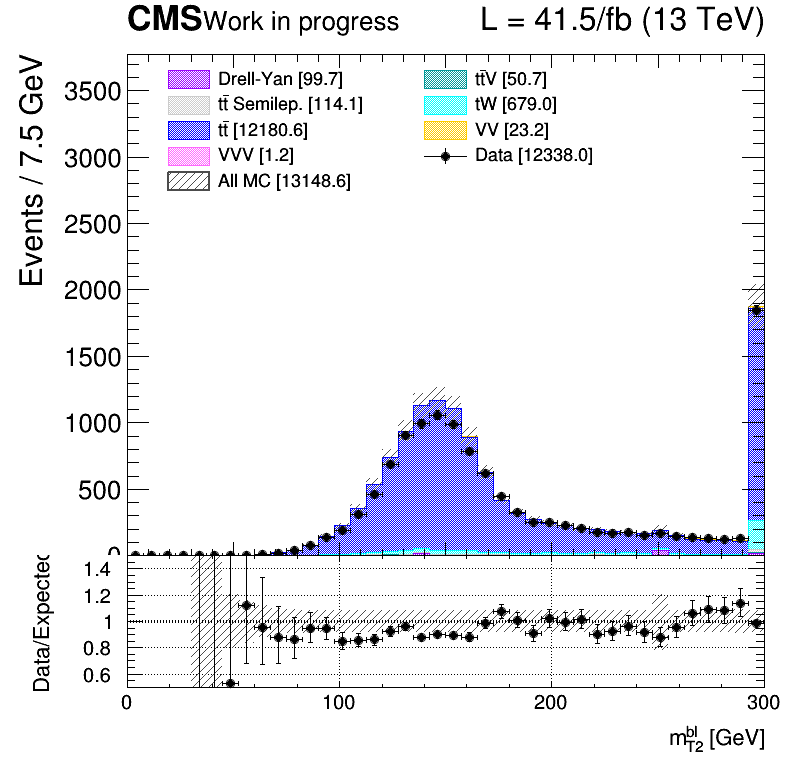 CMS Work in progress L = 41.5/fb (13 TeV)
Events / 7.5 GeV
3500
3000
2500
2000
1500
1000
500
0
Drell-Yan [99.7]
tt̄ Semilep. [114.1]
tt̄ [12180.6]
VVV [1.2]
All MC [13148.6]
tt̄V [50.7]
tW [679.0]
VV [23.2]
Data [12338.0]
Data/Expected
1.4
1.2
1
0.8
0.6
0 100 200 300
m_{T2}^{bl} [GeV]